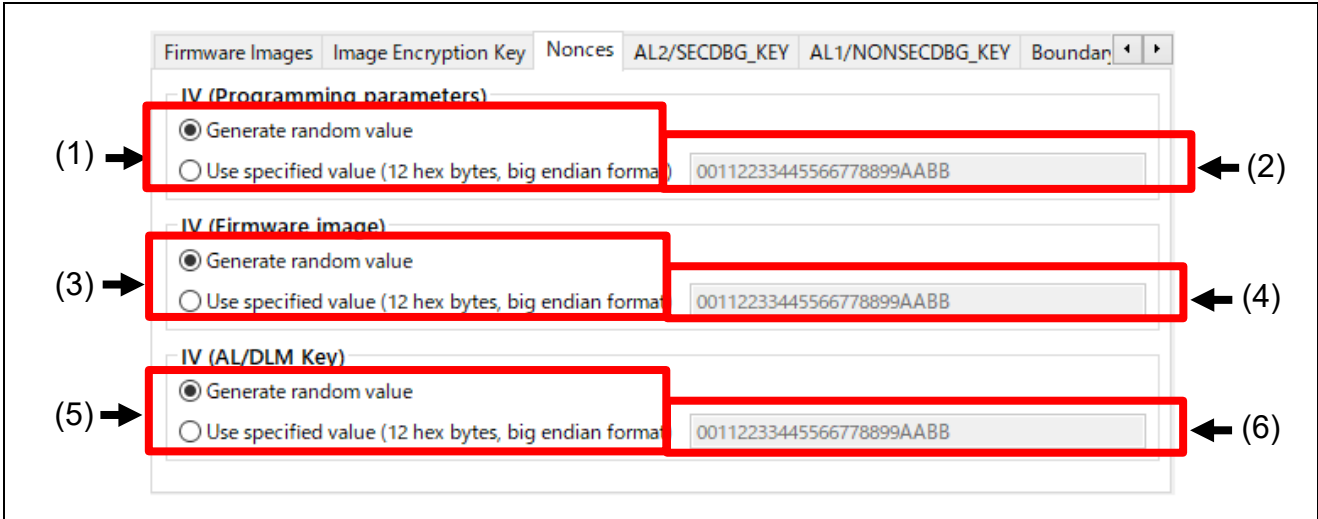 Firmware Images Image Encryption Key Nonces AL2/SECDBG_KEY AL1/NONSECDBG_KEY Boundary
IV (Programming parameters)
(1) Generate random value
Use specified value (12 hex bytes, big endian format) 00112233445566778899AABB (2)
IV (Firmware image)
(3) Generate random value
Use specified value (12 hex bytes, big endian format) 00112233445566778899AABB (4)
IV (AL/DLM Key)
(5) Generate random value
Use specified value (12 hex bytes, big endian format) 00112233445566778899AABB (6)